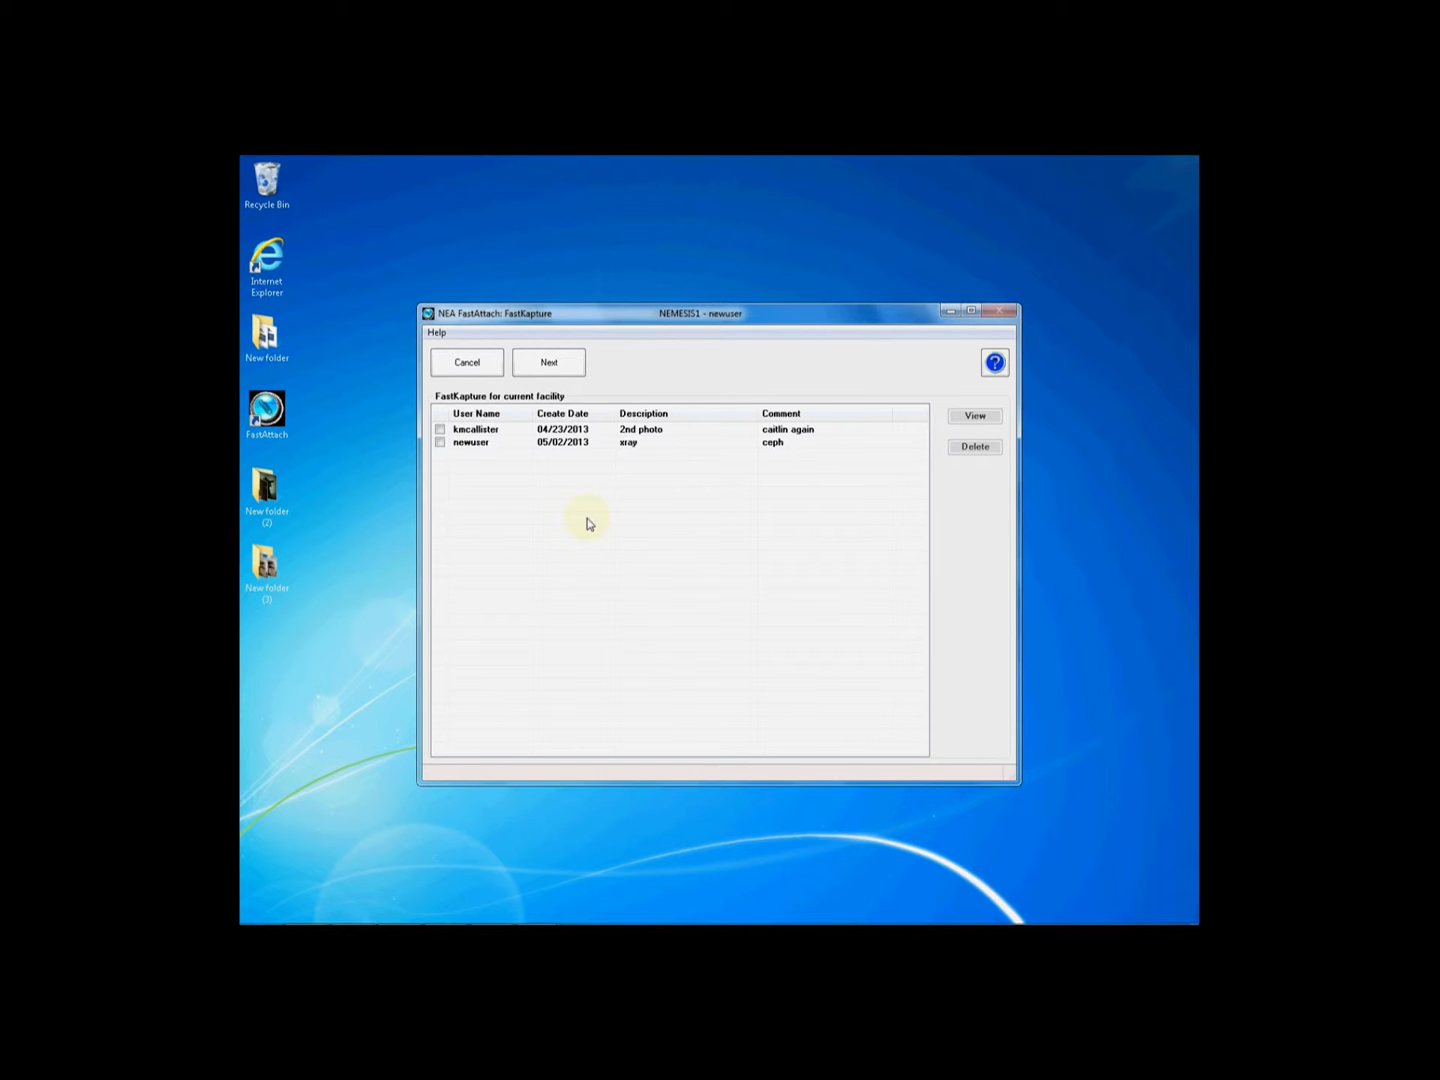 Recycle Bin
Internet
Explorer
New folder
FastAttach
New folder
(2)
New folder
(3)
NEA FastAttach: FastKapture NEMESIS1 - newuser
Help
Cancel Next
FastKapture for current facility
User Name Create Date Description Comment
kmcallister 04/23/2013 2nd photo caitlin again
newuser 05/02/2013 xray ceph
View
Delete